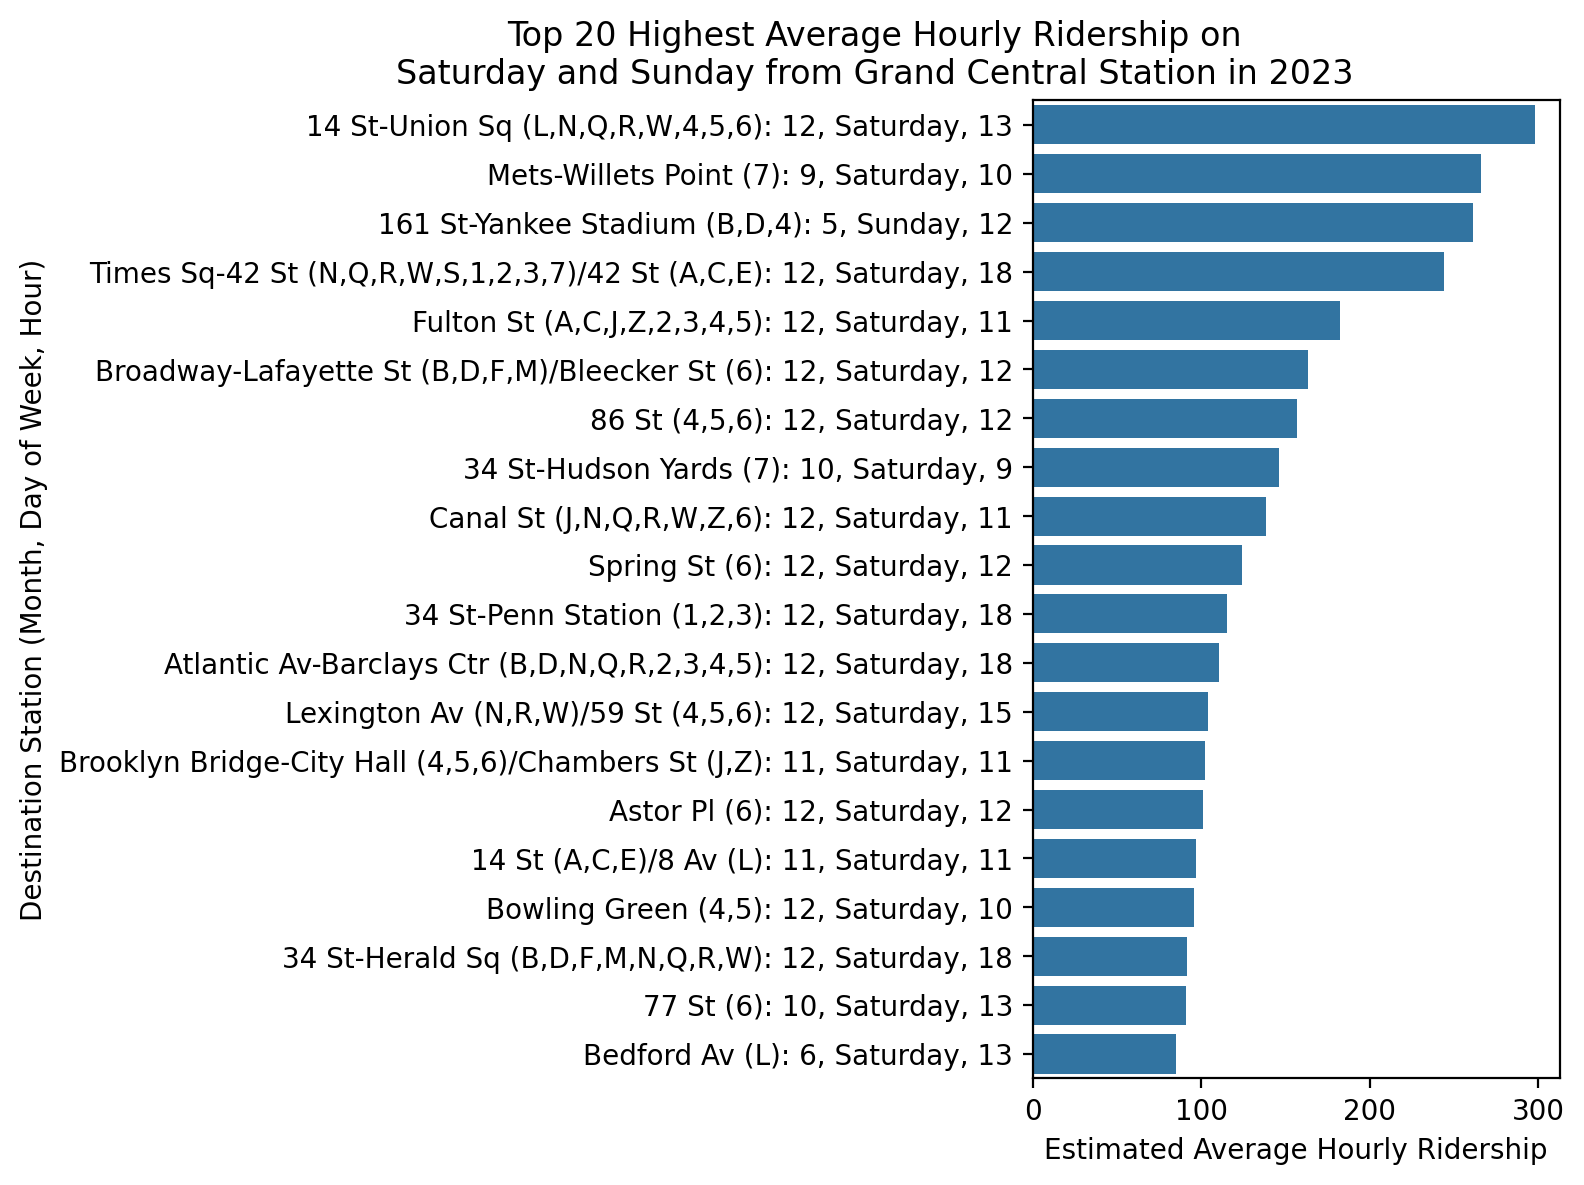 Top 20 Highest Average Hourly Ridership on
Saturday and Sunday from Grand Central Station in 2023
Destination Station (Month, Day of Week, Hour)
14 St-Union Sq (L,N,Q,R,W,4,5,6): 12, Saturday, 13
Mets-Willets Point (7): 9, Saturday, 10
161 St-Yankee Stadium (B,D,4): 5, Sunday, 12
Times Sq-42 St (N,Q,R,W,S,1,2,3,7)/42 St (A,C,E): 12, Saturday, 18
Fulton St (A,C,J,Z,2,3,4,5): 12, Saturday, 11
Broadway-Lafayette St (B,D,F,M)/Bleecker St (6): 12, Saturday, 12
86 St (4,5,6): 12, Saturday, 12
34 St-Hudson Yards (7): 10, Saturday, 9
Canal St (J,N,Q,R,W,Z,6): 12, Saturday, 11
Spring St (6): 12, Saturday, 12
34 St-Penn Station (1,2,3): 12, Saturday, 18
Atlantic Av-Barclays Ctr (B,D,N,Q,R,2,3,4,5): 12, Saturday, 18
Lexington Av (N,R,W)/59 St (4,5,6): 12, Saturday, 15
Brooklyn Bridge-City Hall (4,5,6)/Chambers St (J,Z): 11, Saturday, 11
Astor Pl (6): 12, Saturday, 12
14 St (A,C,E)/8 Av (L): 11, Saturday, 11
Bowling Green (4,5): 12, Saturday, 10
34 St-Herald Sq (B,D,F,M,N,Q,R,W): 12, Saturday, 18
77 St (6): 10, Saturday, 13
Bedford Av (L): 6, Saturday, 13
0 100 200 300
Estimated Average Hourly Ridership